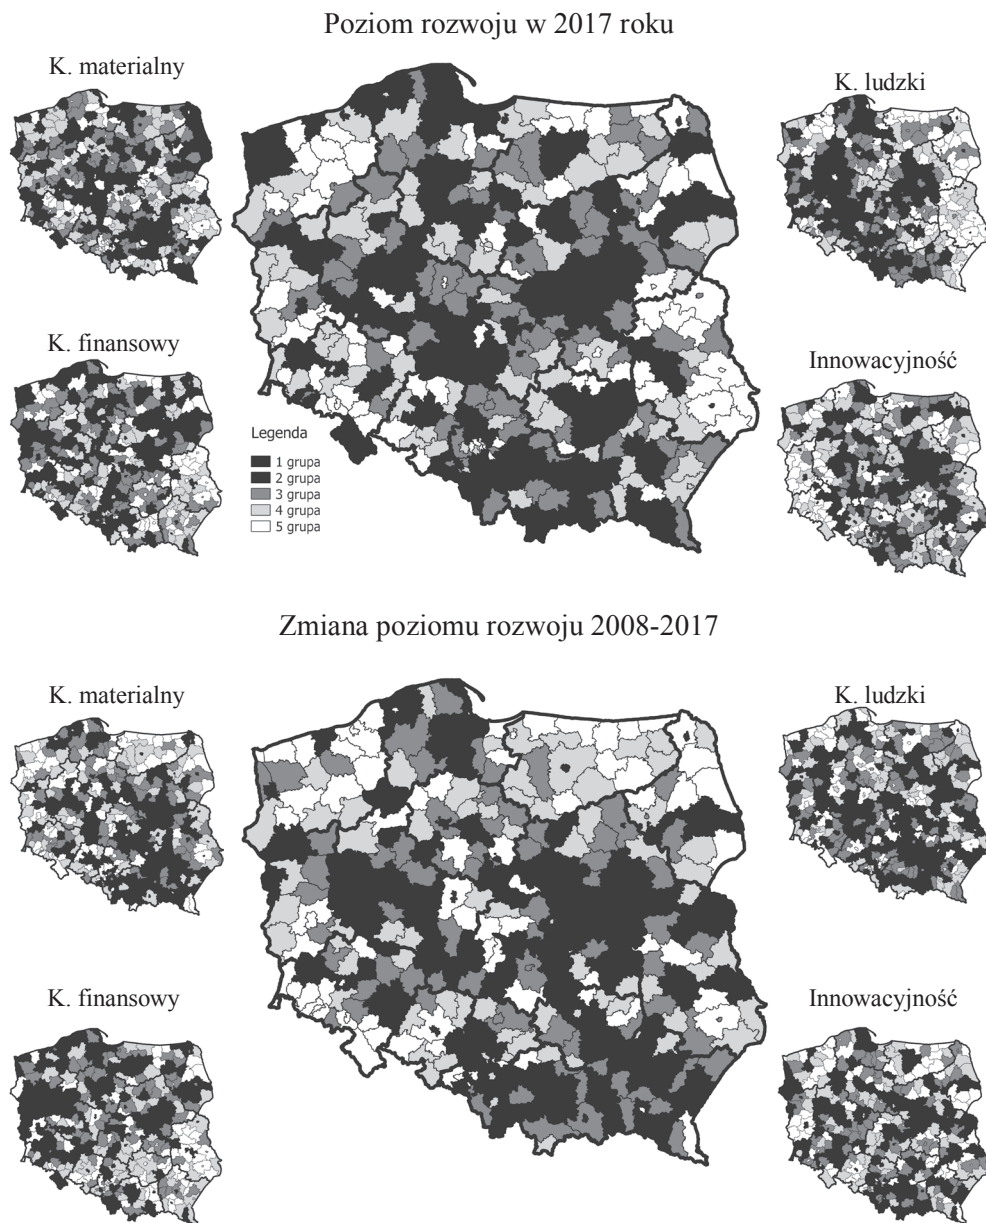 Poziom rozwoju w 2017 roku
K. materialny
K. ludzki
K. finansowy
Innowacyjność
Legenda
1 grupa
2 grupa
3 grupa
4 grupa
5 grupa
Zmiana poziomu rozwoju 2008-2017
K. materialny
K. ludzki
K. finansowy
Innowacyjność